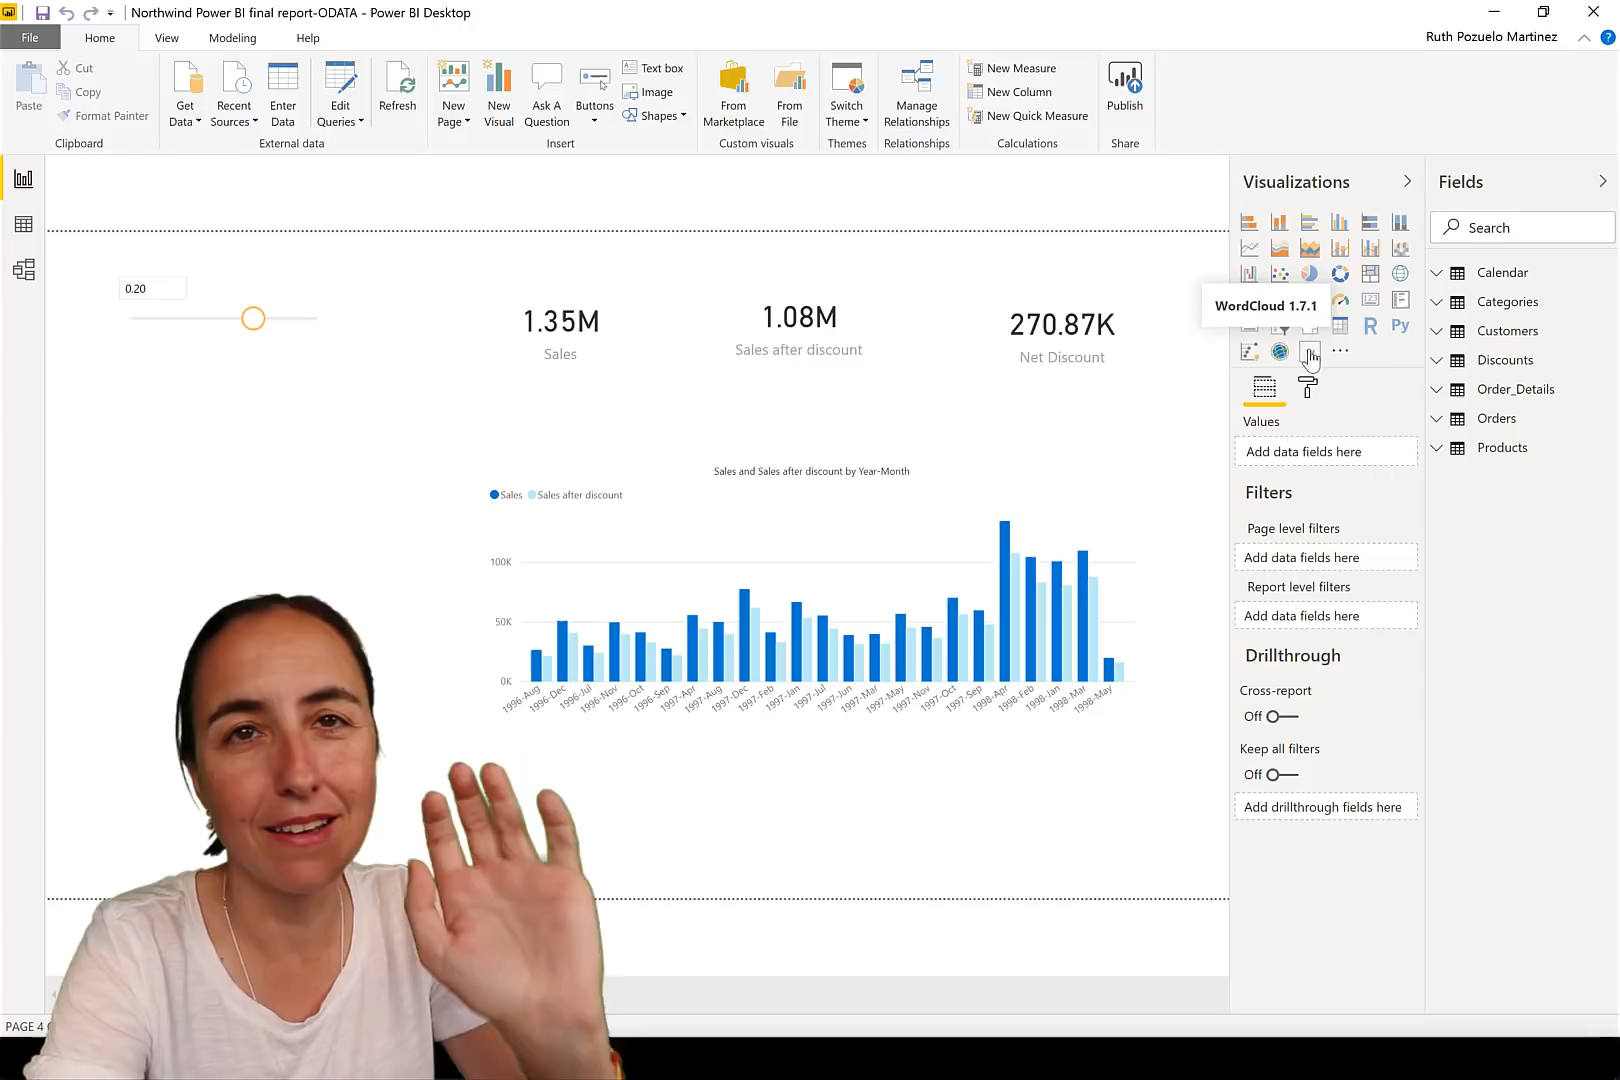 Northwind Power BI final report-ODATA - Power BI Desktop
File
Home
View
Modeling
Help
Ruth Pozuelo Martinez
?
Paste
Cut
Copy
Format Painter
Clipboard
Get
Data
Recent
Sources
Enter
Data
Edit
Queries
External data
Refresh
New
Page
New
Visual
Ask A
Question
Buttons
Text box
Image
Shapes
Insert
From
Marketplace
From
File
Custom visuals
Switch
Theme
Themes
Manage
Relationships
Relationships
New Measure
New Column
New Quick Measure
Calculations
Publish
Share
0.20
1.35M
Sales
1.08M
Sales after discount
270.87K
Net Discount
Sales and Sales after discount by Year-Month
Sales
Sales after discount
100K
50K
0K
1996-Aug
1996-Dec
1996-Jul
1996-Nov
1996-Oct
1996-Sep
1997-Apr
1997-Aug
1997-Dec
1997-Feb
1997-Jan
1997-Jul
1997-Jun
1997-Mar
1997-May
1997-Nov
1997-Oct
1997-Sep
1998-Apr
1998-Feb
1998-Jan
1998-Mar
1998-May
PAGE 4
Visualizations
WordCloud 1.7.1
123
R
Py
Values
Add data fields here
Filters
Page level filters
Add data fields here
Report level filters
Add data fields here
Drillthrough
Cross-report
Off
Keep all filters
Off
Add drillthrough fields here
Fields
Search
Calendar
Categories
Customers
Discounts
Order_Details
Orders
Products